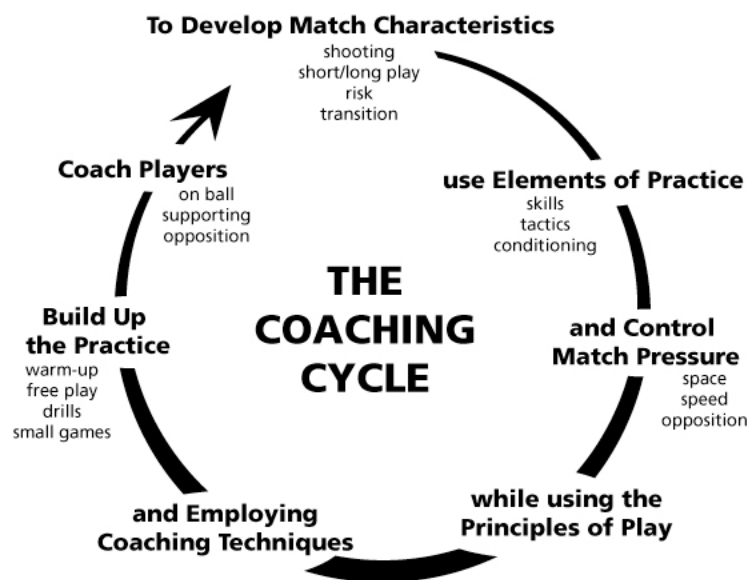 To Develop Match Characteristics
shooting
short/long play
risk
transition
use Elements of Practice
skills
tactics
conditioning
and Control
Match Pressure
space
speed
opposition
while using the
Principles of Play
and Employing
Coaching Techniques
Build Up
the Practice
warm-up
free play
drills
small games
Coach Players
on ball
supporting
opposition
THE
COACHING
CYCLE